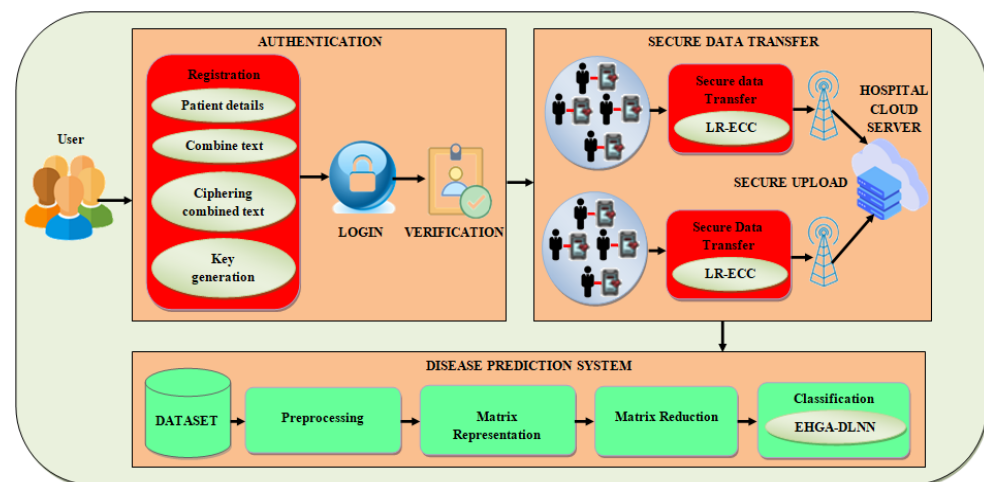 User
AUTHENTICATION
Registration
Patient details
Combine text
Ciphering
combined text
Key
generation
LOGIN
VERIFICATION
SECURE DATA TRANSFER
Secure data
Transfer
LR-ECC
HOSPITAL
CLOUD
SERVER
SECURE UPLOAD
Secure Data
Transfer
LR-ECC
DISEASE PREDICTION SYSTEM
DATASET
Preprocessing
Matrix
Representation
Matrix Reduction
Classification
EHGA-DLNN